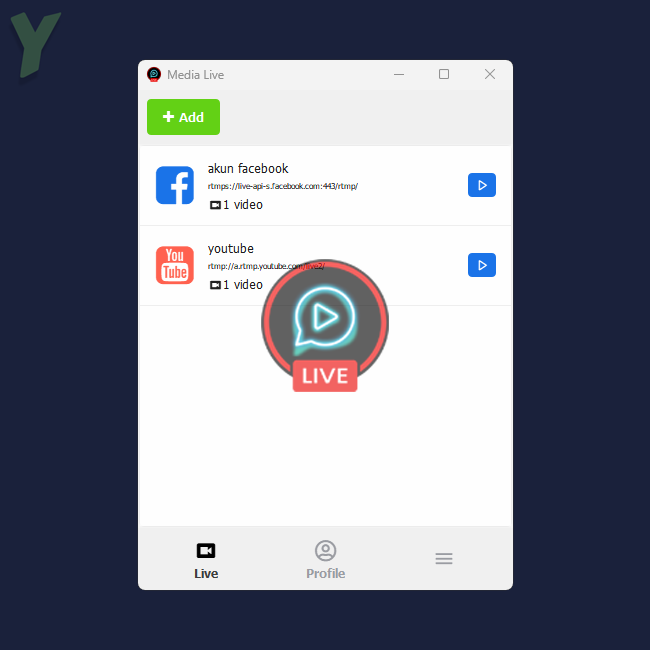 Y
Media Live
+ Add
akun facebook
rtmps://live-api-s.facebook.com:443/rtmp/
1 video
You
Tube
youtube
rtmp://a.rtmp.youtube.com/live2/
1 video
LIVE
Live
Profile